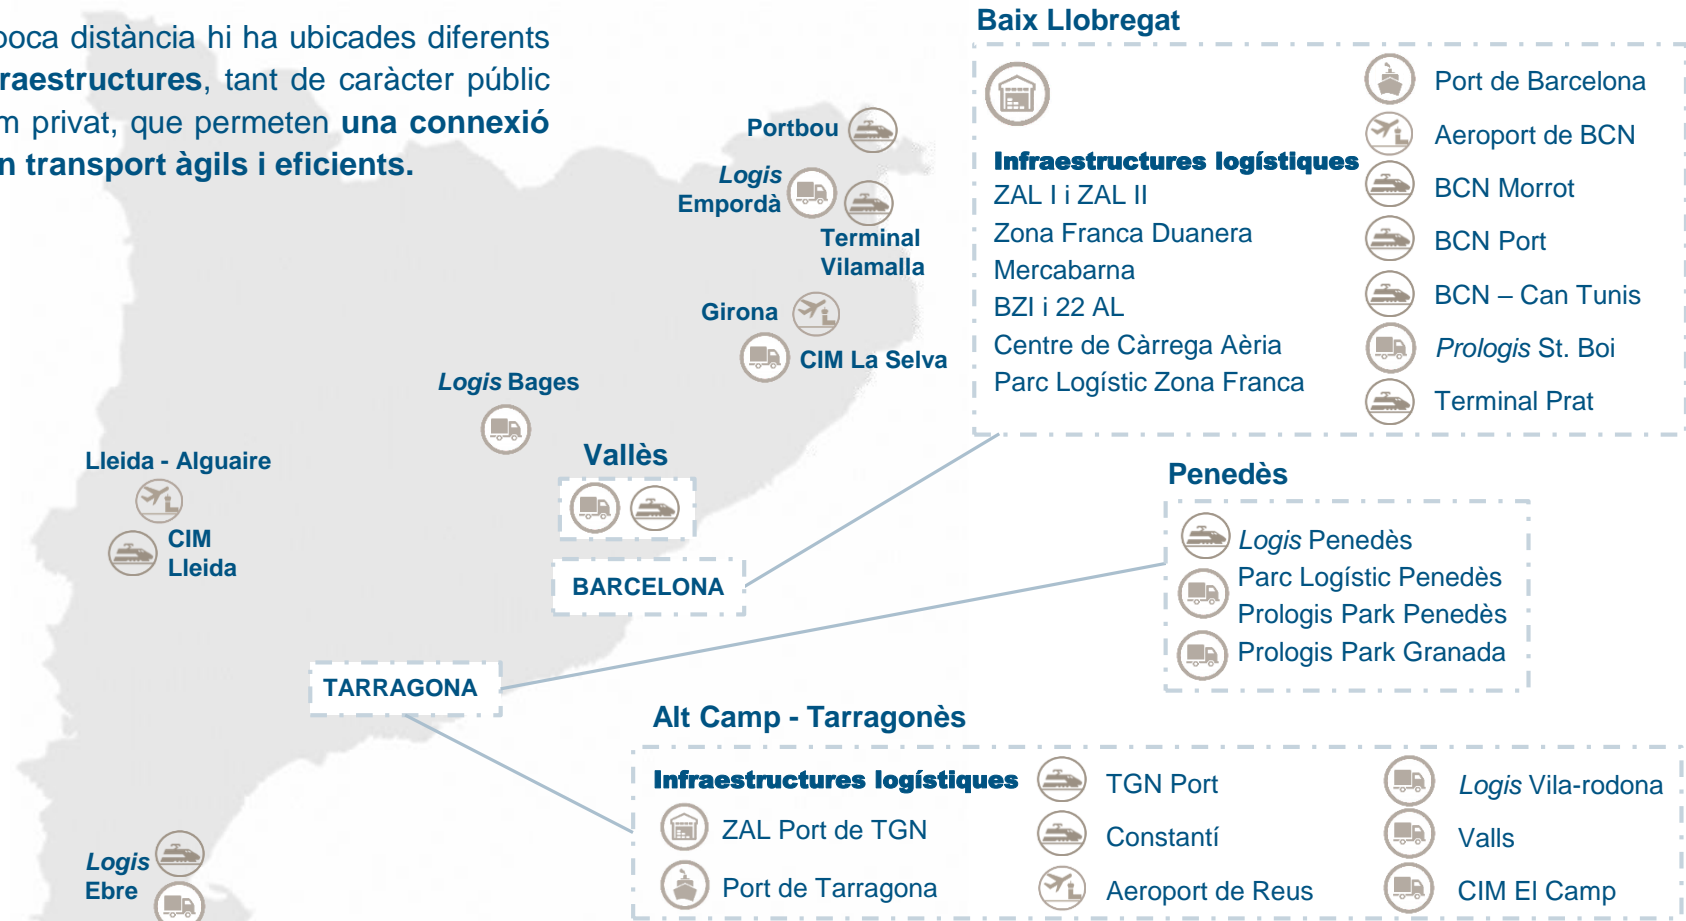 poca distància hi ha ubicades diferents
raestructures, tant de caràcter públic
m privat, que permeten una connexió
n transport àgils i eficients.
Portbou
Logis
Empordà
Terminal
Vilamalla
Girona
CIM La Selva
Logis Bages
Vallès
Lleida - Alguaire
CIM
Lleida
BARCELONA
TARRAGONA
Logis
Ebre
Baix Llobregat
Infraestructures logístiques
ZAL I i ZAL II
Zona Franca Duanera
Mercabarna
BZI i 22 AL
Centre de Càrrega Aèria
Parc Logístic Zona Franca
Port de Barcelona
Aeroport de BCN
BCN Morrot
BCN Port
BCN – Can Tunis
Prologis St. Boi
Terminal Prat
Penedès
Logis Penedès
Parc Logístic Penedès
Prologis Park Penedès
Prologis Park Granada
Alt Camp - Tarragonès
Infraestructures logístiques
ZAL Port de TGN
Port de Tarragona
TGN Port
Constantí
Aeroport de Reus
Logis Vila-rodona
Valls
CIM El Camp